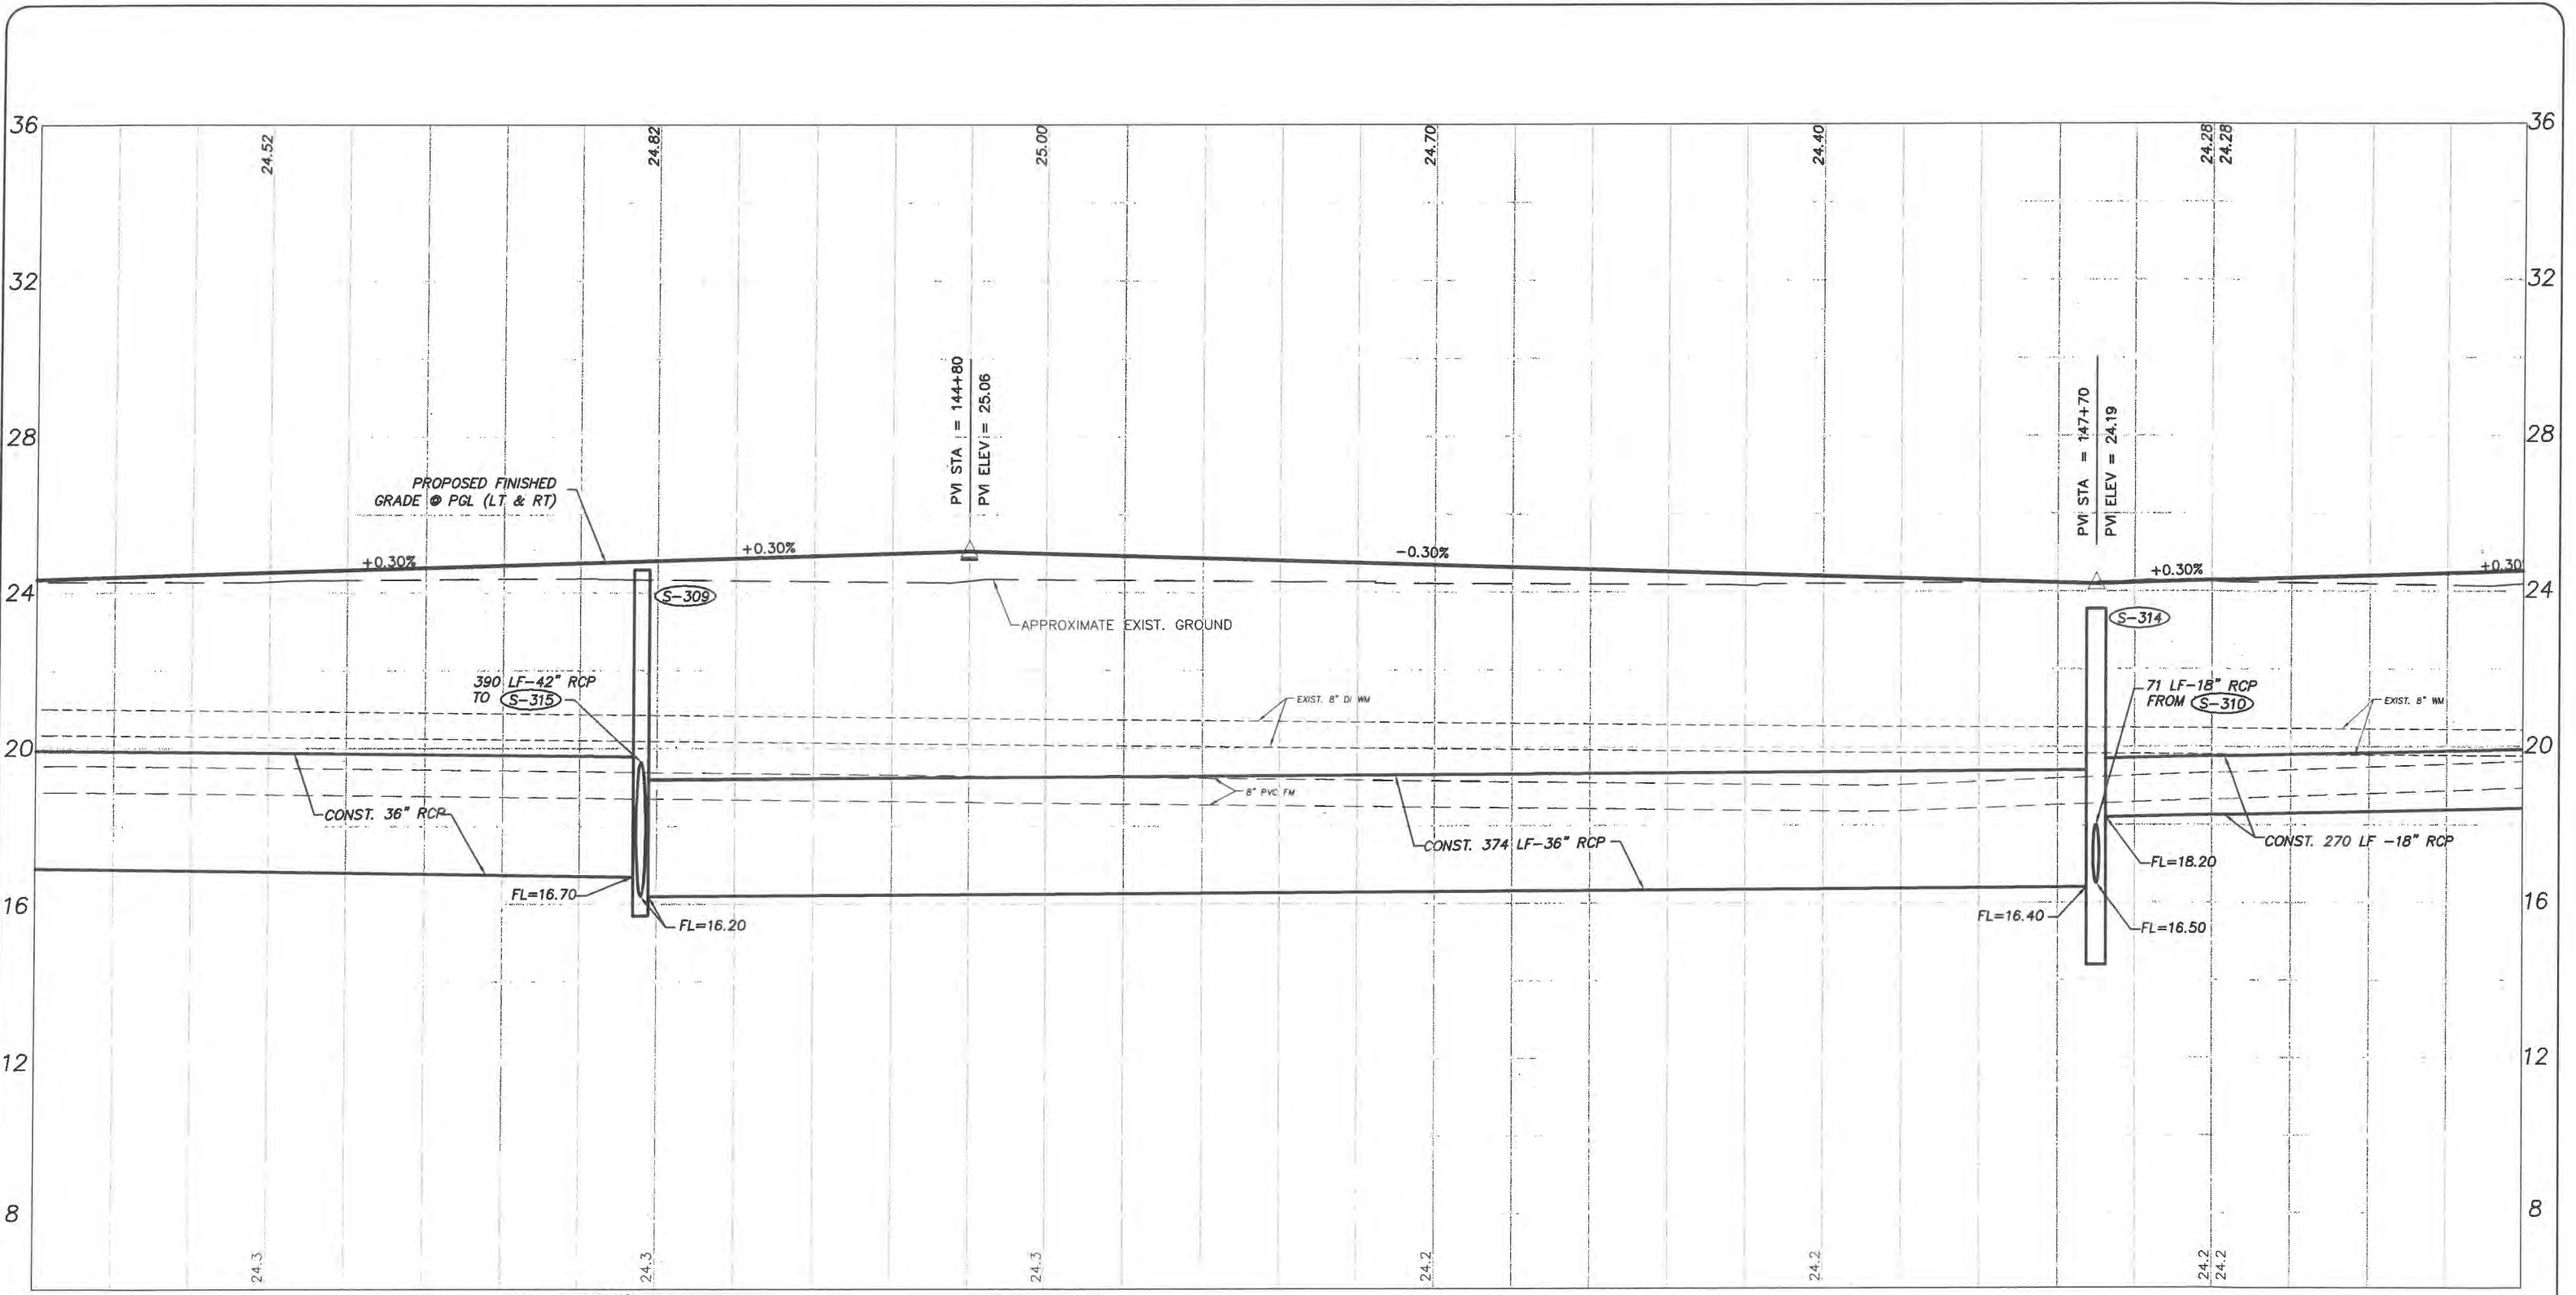 24.52
24.82
25.00
24.70
24.40
24.28
24.28
36
36
32
32
28
28
24
24
20
20
16
16
12
12
8
8
PVI STA = 144+80
PVI ELEV = 25.06
PVI STA = 147+70
PVI ELEV = 24.19
PROPOSED FINISHED
GRADE @ PGL (LT & RT)
+0.30%
+0.30%
-0.30%
+0.30%
+0.30
S-309
APPROXIMATE EXIST. GROUND
S-314
390 LF-42" RCP
TO S-315
EXIST. 8" DI WM
71 LF-18" RCP
FROM S-310
EXIST. 8" WM
8" PVC FM
CONST. 36" RCP
CONST. 374 LF-36" RCP
CONST. 270 LF -18" RCP
FL=18.20
FL=16.70
FL=16.20
FL=16.40
FL=16.50
24.3
24.3
24.3
24.2
24.2
24.2
24.2